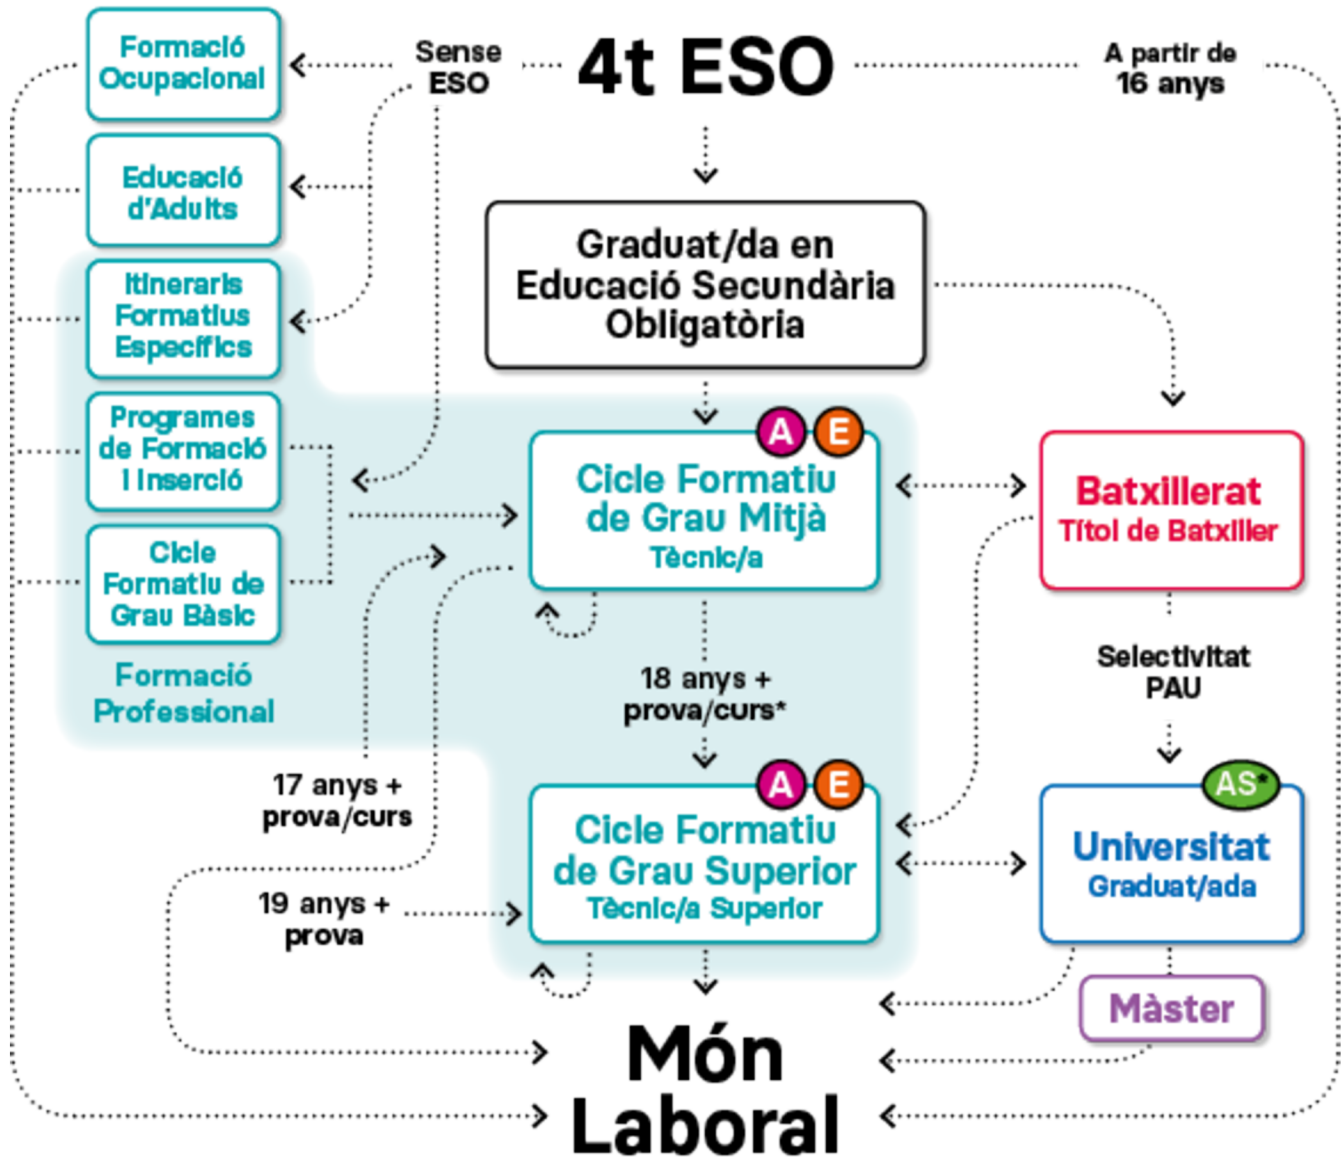 Formació
Ocupacional
Sense
ESO
4t ESO
A partir de
16 anys
Educació
d'Adults
Itineraris
Formatius
Específics
Graduat/da en
Educació Secundària
Obligatòria
Programes
de Formació
i Inserció
A E
Cicle Formatiu
de Grau Mitjà
Tècnic/a
Batxillerat
Títol de Batxiller
Cicle
Formatiu de
Grau Bàsic
Formació
Professional
18 anys +
prova/curs*
Selectivitat
PAU
17 anys +
prova/curs
A E
Cicle Formatiu
de Grau Superior
Tècnic/a Superior
AS*
Universitat
Graduat/ada
19 anys +
prova
Màster
Món
Laboral